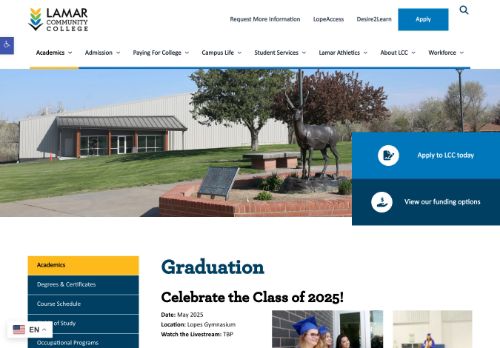 LAMAR
COMMUNITY
COLLEGE
Request More Information LopeAccess Desire2Learn Apply
Academics Admission Paying For College Campus Life Student Services Lamar Athletics About LCC Workforce
Apply to LCC today
View our funding options
Academics
Degrees & Certificates
Course Schedule
of Study
Occupational Programs
EN
Graduation
Celebrate the Class of 2025!
Date: May 2025
Location: Lopes Gymnasium
Watch the Livestream: TBP